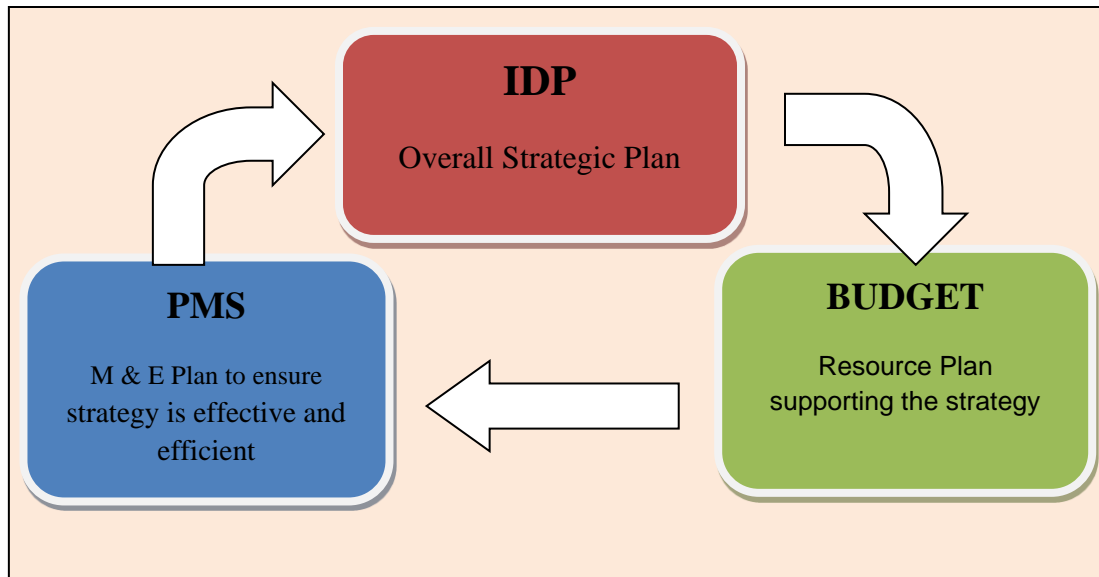 IDP
Overall Strategic Plan
BUDGET
Resource Plan
supporting the strategy
PMS
M & E Plan to ensure
strategy is effective and
efficient